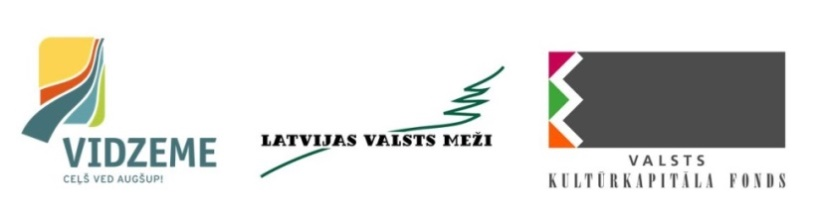 VIDZEME
CEĻŠ VED AUGŠUP!
LATVIJAS VALSTS MEŽI
VALSTS
KULTŪRKAPITĀLA FONDS